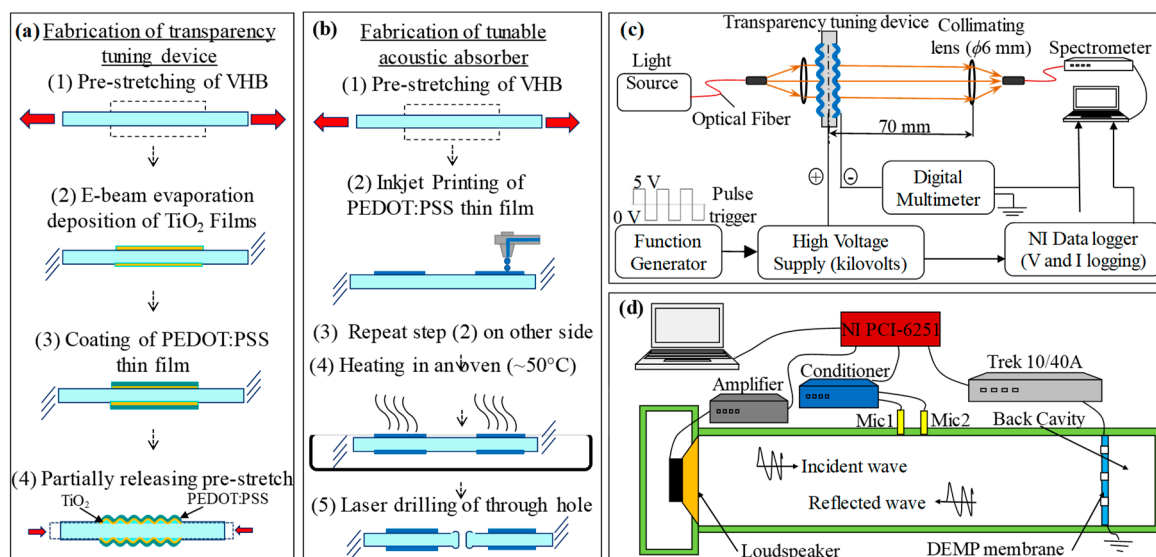 (a) Fabrication of transparency
tuning device
(1) Pre-stretching of VHB
(2) E-beam evaporation
deposition of TiO2 Films
(3) Coating of PEDOT:PSS
thin film
(4) Partially releasing pre-stretch
TiO2
PEDOT:PSS
(b) Fabrication of tunable
acoustic absorber
(1) Pre-stretching of VHB
(2) Inkjet Printing of
PEDOT:PSS thin film
(3) Repeat step (2) on other side
(4) Heating in an oven (~50°C)
(5) Laser drilling of through hole
(c)
Transparency tuning device
Collimating
lens (ϕ6 mm)
Spectrometer
Light
Source
Optical Fiber
70 mm
+
-
Digital
Multimeter
5 V
0 V
Pulse
trigger
Function
Generator
High Voltage
Supply (kilovolts)
NI Data logger
(V and I logging)
(d)
NI PCI-6251
Trek 10/40A
Amplifier
Conditioner
Mic1
Mic2
Back Cavity
Incident wave
Reflected wave
Loudspeaker
DEMP membrane